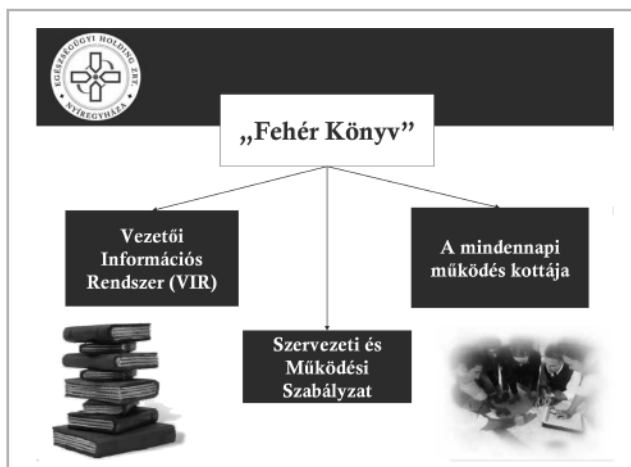 EGÉSZSÉGÜGYI HOLDING ZRT.
NYÍREGYHÁZA
„Fehér Könyv”
Vezetői
Információs
Rendszer (VIR)
A mindennapi
működés kottája
Szervezeti és
Működési
Szabályzat